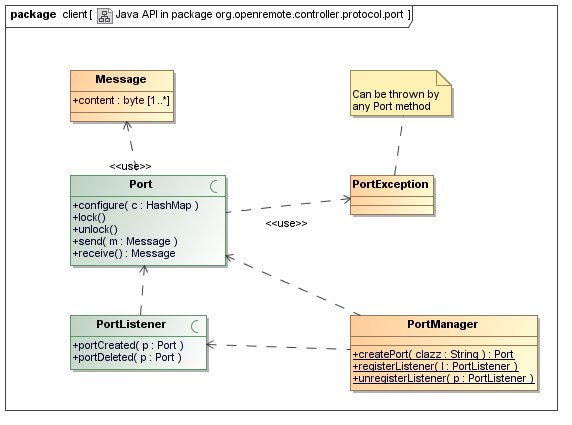 package client [ Java API in package org.openremote.controller.protocol.port ]
Message
+content : byte [1..*]
Can be thrown by
any Port method
<<use>>
Port
+configure( c : HashMap )
+lock()
+unlock()
+send( m : Message )
+receive() : Message
PortException
<<use>>
PortListener
+portCreated( p : Port )
+portDeleted( p : Port )
PortManager
+createPort( clazz : String ) : Port
+registerListener( l : PortListener )
+unregisterListener( p : PortListener )